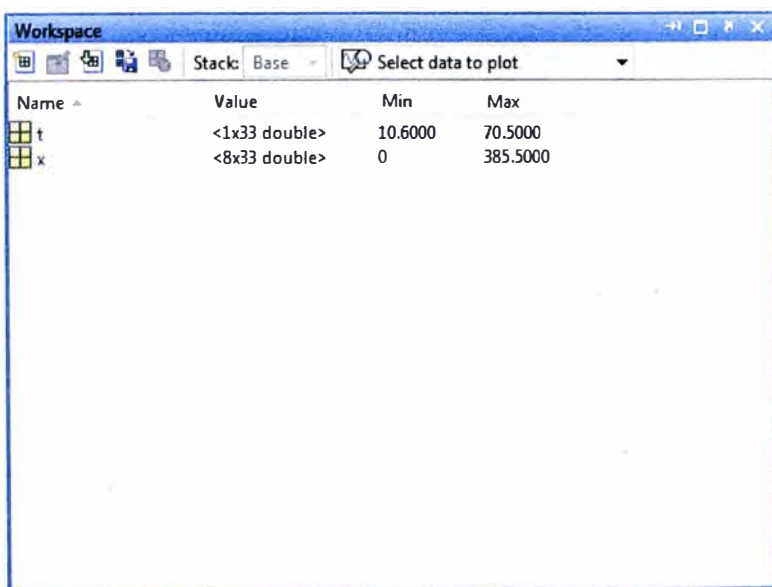 Workspace
Stack: Base Select data to plot
Name Value Min Max
t <1x33 double> 10.6000 70.5000
x <8x33 double> 0 385.5000